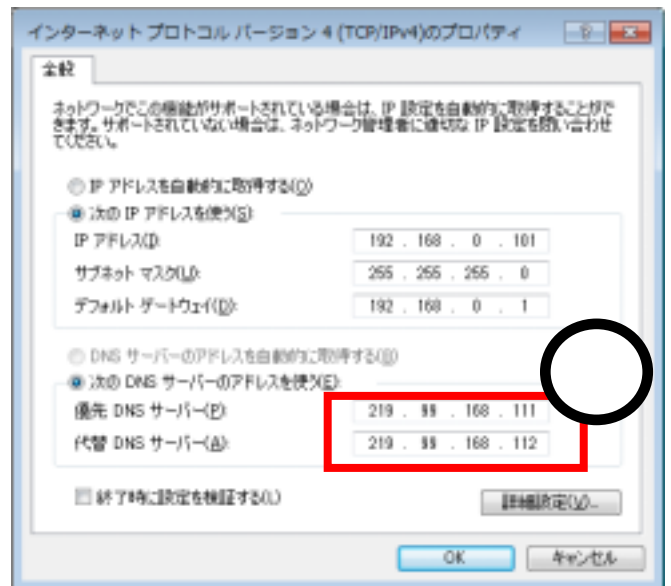 インターネット プロトコル バージョン 4 (TCP/IPv4)のプロパティ
全般
ネットワークでこの機能がサポートされている場合は、IP 設定を自動的に取得することがで
きます。サポートされていない場合は、ネットワーク管理者に適切な IP 設定を問い合わせ
てください。
IP アドレスを自動的に取得する(O)
次の IP アドレスを使う(S):
IP アドレス(I): 192 . 168 . 0 . 101
サブネット マスク(U): 255 . 255 . 255 . 0
デフォルト ゲートウェイ(D): 192 . 168 . 0 . 1
DNS サーバーのアドレスを自動的に取得する(B)
次の DNS サーバーのアドレスを使う(E):
優先 DNS サーバー(P): 219 . . 168 . 111
代替 DNS サーバー(A): 219 . . 168 . 112
終了時に設定を検証する(L)
詳細設定(V)...
OK キャンセル